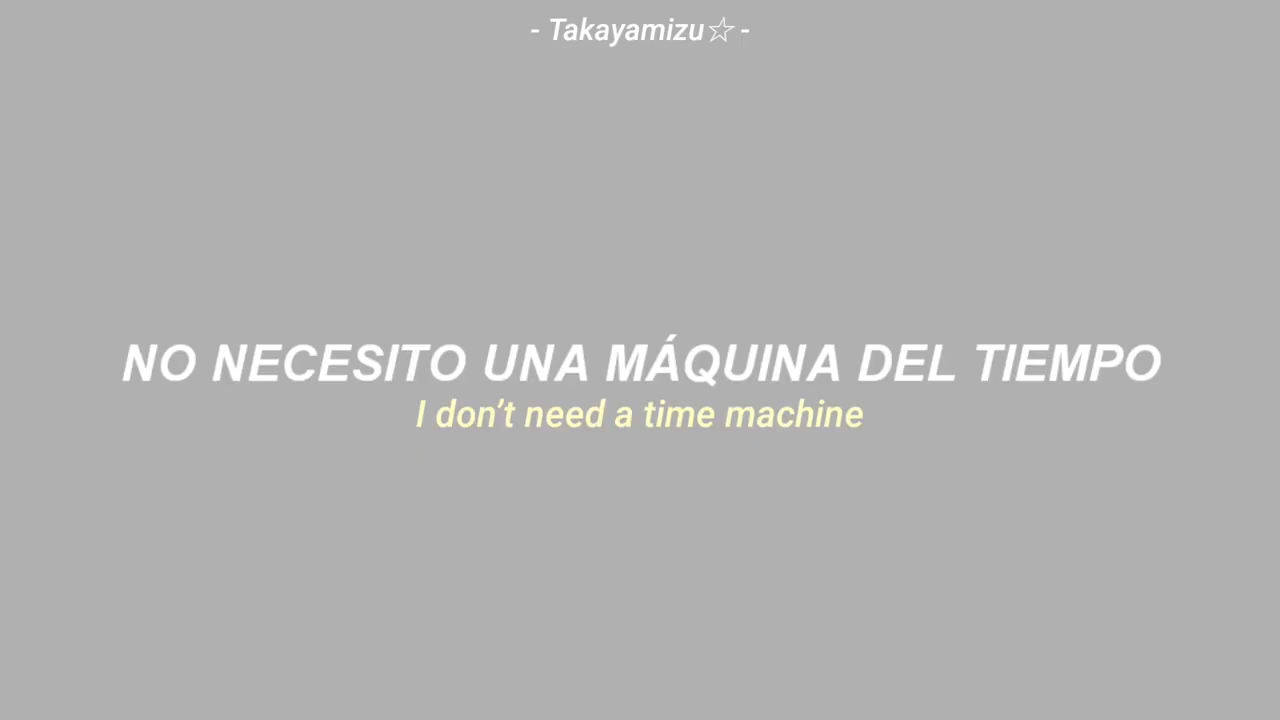 - Takayamizu☆ -
NO NECESITO UNA MÁQUINA DEL TIEMPO
I don’t need a time machine